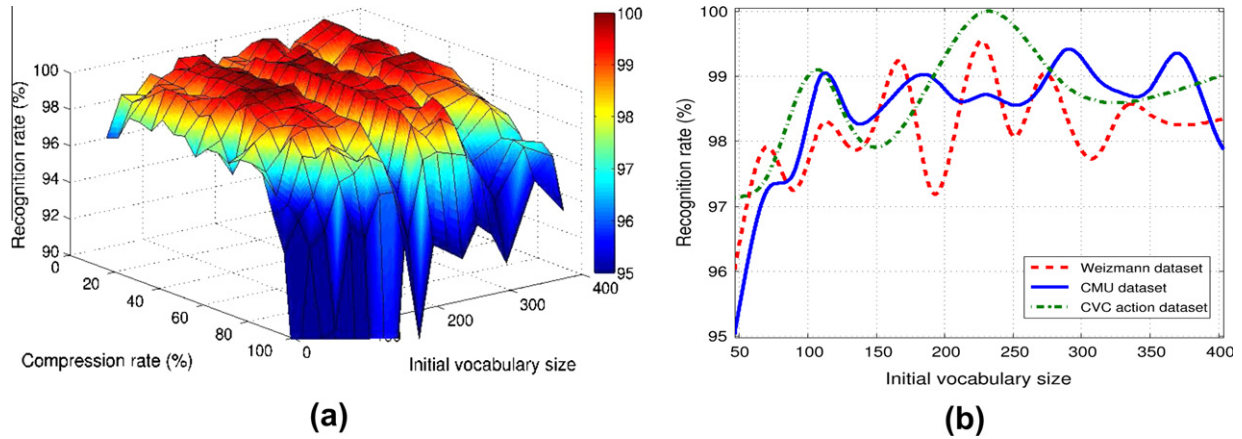 Recognition rate (%)
100
98
96
94
92
90
0
20
40
60
80
100
Compression rate (%)
0
200
300
400
Initial vocabulary size
100
99
98
97
96
95
(a)
Recognition rate (%)
100
99
98
97
96
95
50 100 150 200 250 300 350 400
Initial vocabulary size
Weizmann dataset
CMU dataset
CVC action dataset
(b)